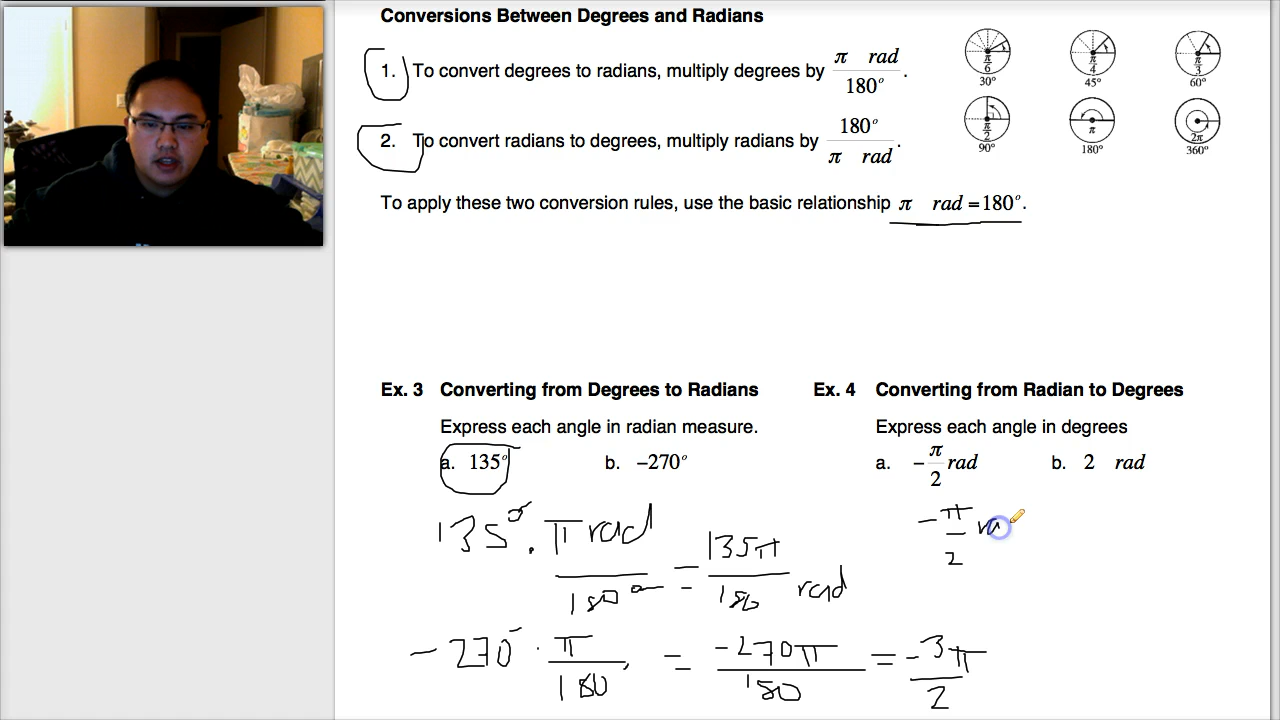 Conversions Between Degrees and Radians
1. To convert degrees to radians, multiply degrees by π rad / 180°.
2. To convert radians to degrees, multiply radians by 180° / π rad.
To apply these two conversion rules, use the basic relationship π rad = 180°.
π/6 π/4 π/3
30° 45° 60°
π/2 π 2π
90° 180° 360°
Ex. 3 Converting from Degrees to Radians
Express each angle in radian measure.
a. 135° b. −270°
135° · π rad / 180° = 135π / 180 rad
-270° · π / 180 = -270π / 180 = -3π / 2
Ex. 4 Converting from Radian to Degrees
Express each angle in degrees
a. −π/2 rad b. 2 rad
-π/2 ra